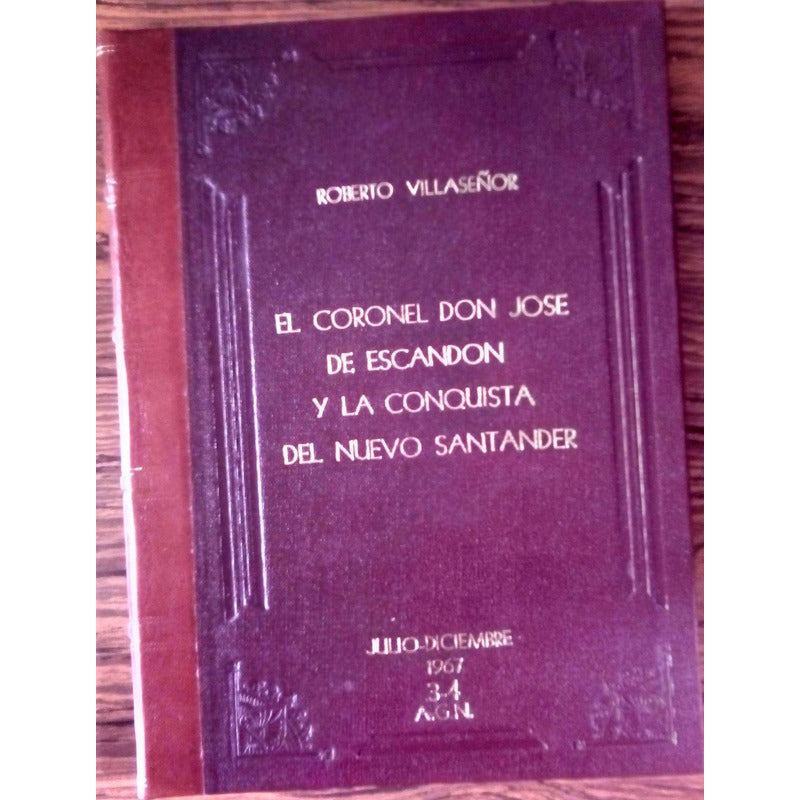 ROBERTO VILLASEÑOR
EL CORONEL DON JOSE
DE ESCANDON
Y LA CONQUISTA
DEL NUEVO SANTANDER
JULIO-DICIEMBRE
1967
3-4
A.G.N.